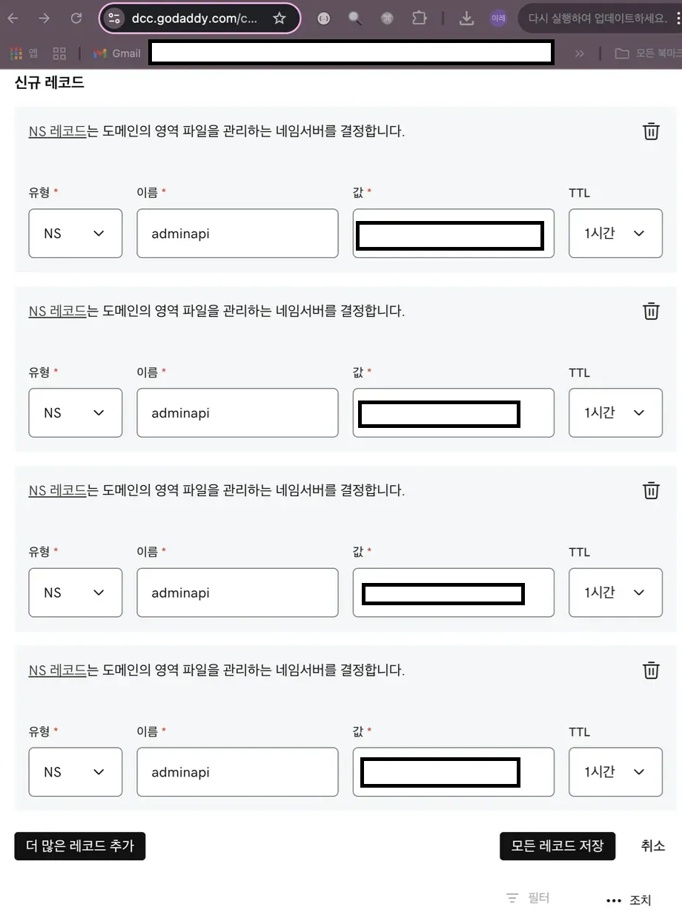 dcc.godaddy.com/c...
이래
다시 실행하여 업데이트하세요.
앱
Gmail
»
모든 북마크
신규 레코드
NS 레코드는 도메인의 영역 파일을 관리하는 네임서버를 결정합니다.
유형 * 이름 * 값 * TTL
NS adminapi 1시간
NS 레코드는 도메인의 영역 파일을 관리하는 네임서버를 결정합니다.
유형 * 이름 * 값 * TTL
NS adminapi 1시간
NS 레코드는 도메인의 영역 파일을 관리하는 네임서버를 결정합니다.
유형 * 이름 * 값 * TTL
NS adminapi 1시간
NS 레코드는 도메인의 영역 파일을 관리하는 네임서버를 결정합니다.
유형 * 이름 * 값 * TTL
NS adminapi 1시간
더 많은 레코드 추가 모든 레코드 저장 취소
필터 ••• 조치